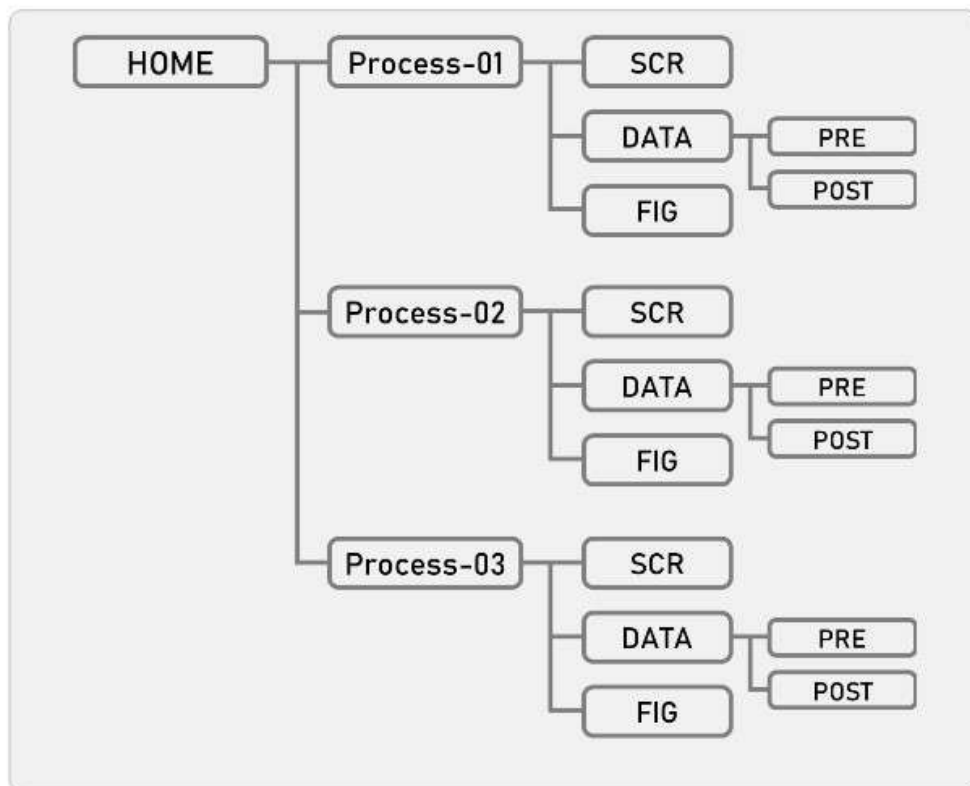 HOME
Process-01
SCR
DATA
PRE
POST
FIG
Process-02
SCR
DATA
PRE
POST
FIG
Process-03
SCR
DATA
PRE
POST
FIG